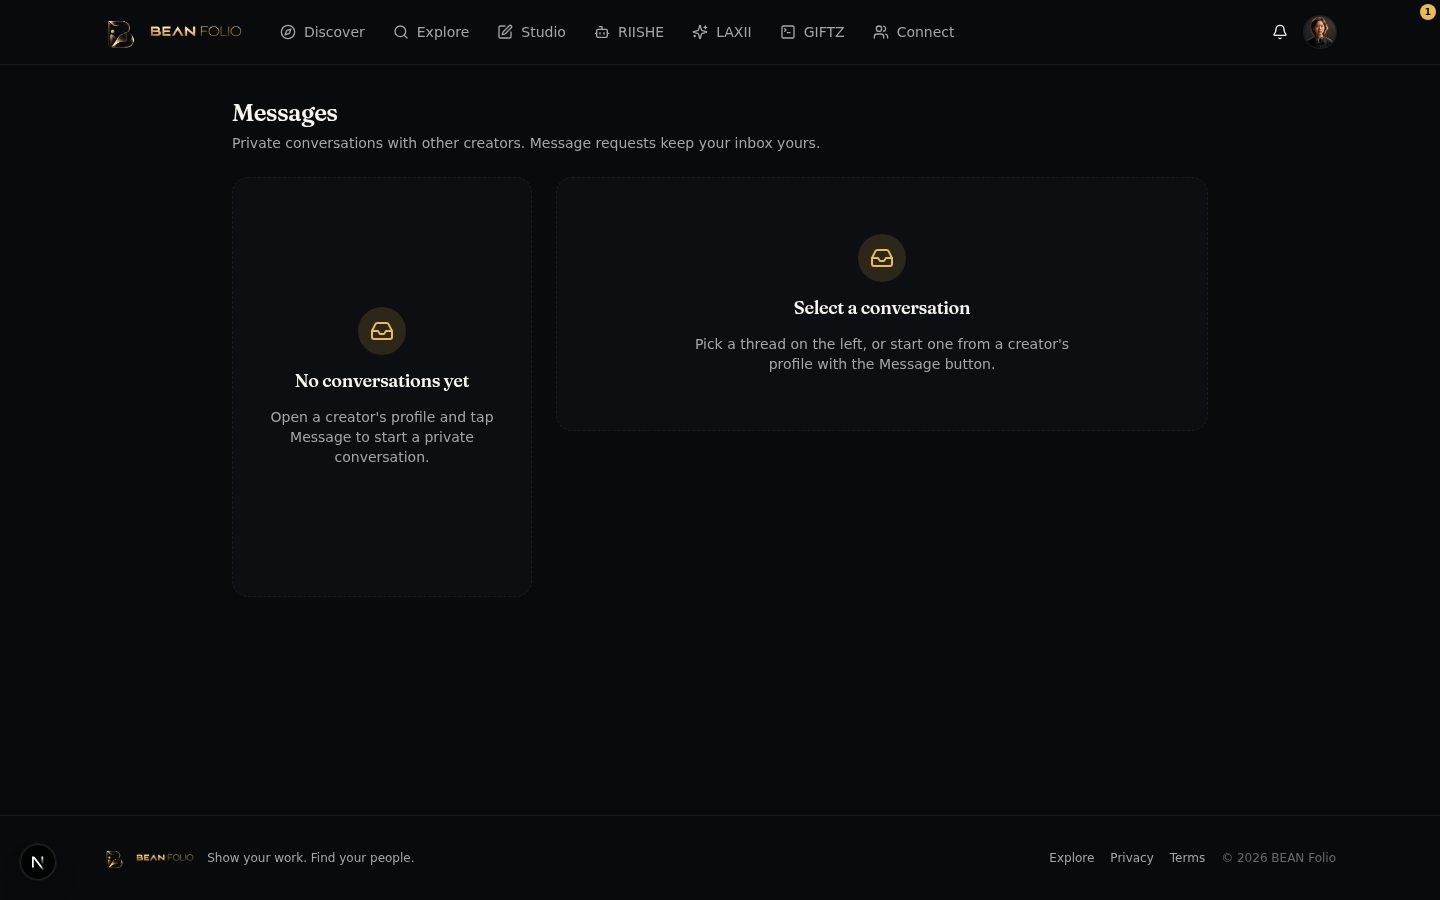 BEAN FOLIO
Discover
Explore
Studio
RIISHE
LAXII
GIFTZ
Connect
1
Messages
Private conversations with other creators. Message requests keep your inbox yours.
No conversations yet
Open a creator's profile and tap
Message to start a private
conversation.
Select a conversation
Pick a thread on the left, or start one from a creator's
profile with the Message button.
N
BEAN FOLIO
Show your work. Find your people.
Explore
Privacy
Terms
© 2026 BEAN Folio